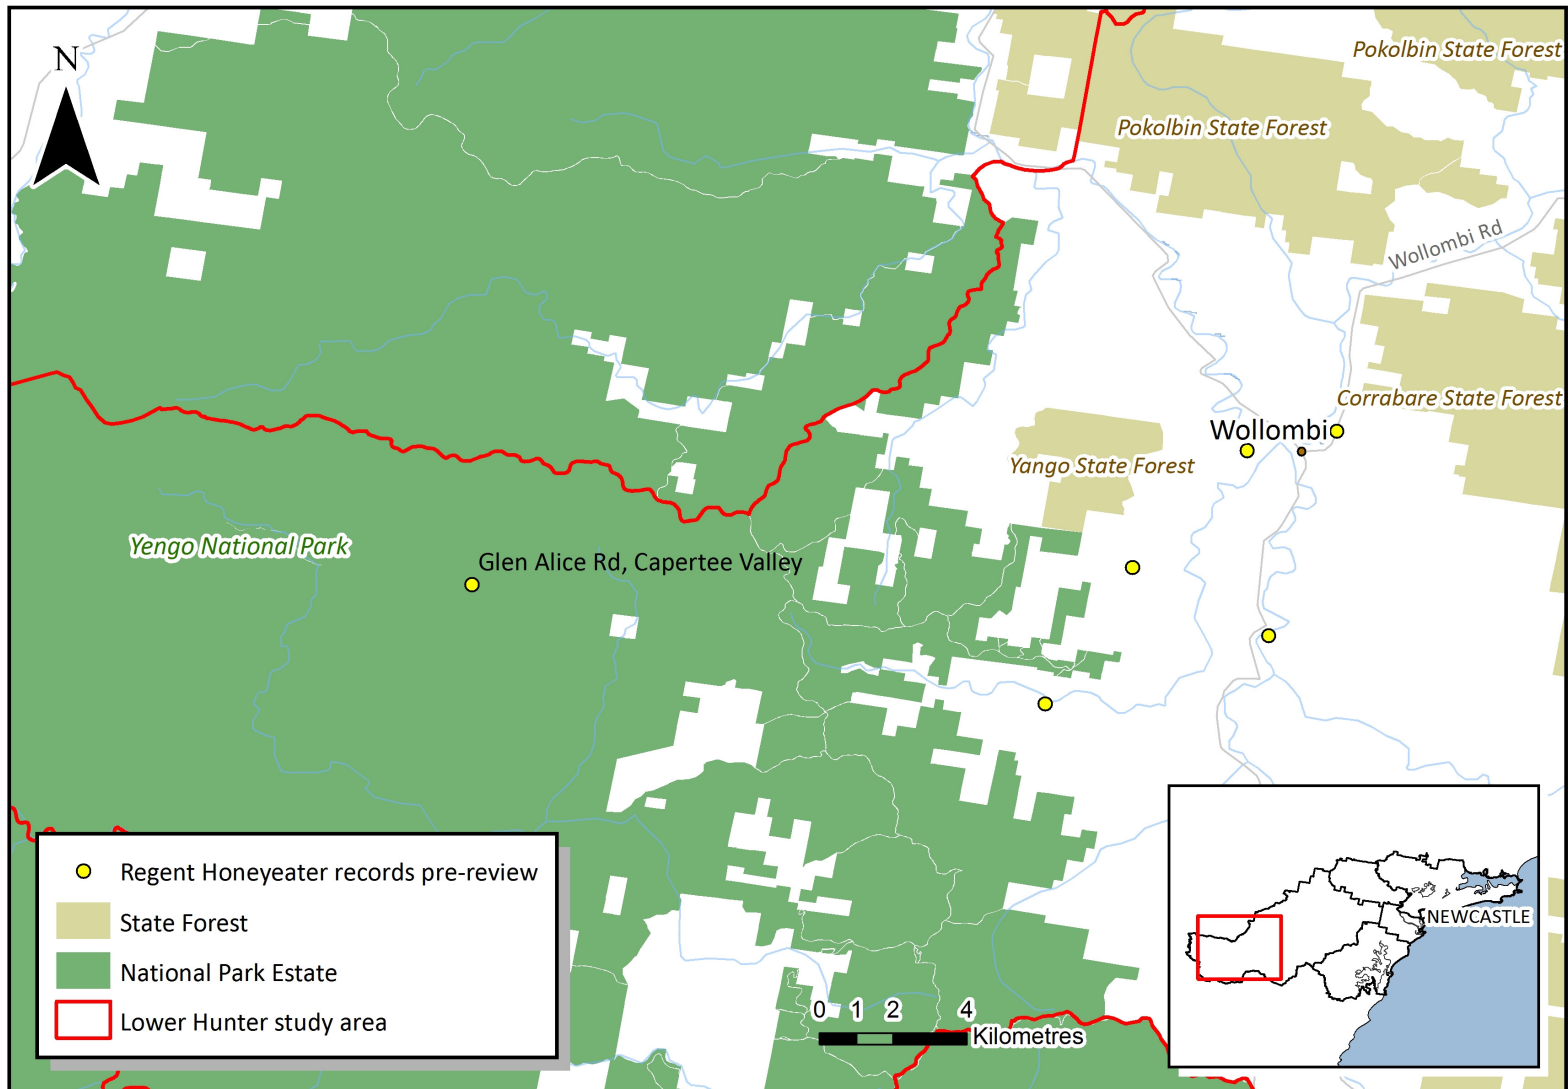 N
Pokolbin State Forest
Pokolbin State Forest
Wollombi Rd
Corrabare State Forest
Wollombi
Yango State Forest
Yengo National Park
Glen Alice Rd, Capertee Valley
Regent Honeyeater records pre-review
State Forest
National Park Estate
Lower Hunter study area
0 1 2 4
Kilometres
NEWCASTLE